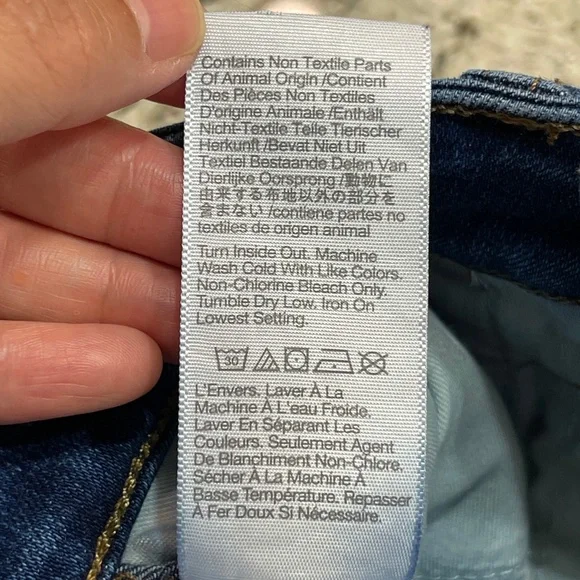 Contains Non Textile Parts
Of Animal Origin /Contient
Des Pièces Non Textiles
D'origine Animale /Enthält
Nicht-Textile Teile Tierischer
Herkunft /Bevat Niet Uit
Textiel Bestaande Delen Van
Dierlijke Oorsprong /動物に
由来する布地以外の部分を
含まない /contiene partes no
textiles de origen animal
Turn Inside Out. Machine
Wash Cold With Like Colors.
Non-Chlorine Bleach Only.
Tumble Dry Low. Iron On
Lowest Setting.
30
L'Envers. Laver À La
Machine À L'eau Froide.
Laver En Séparant Les
Couleurs. Seulement Agent
De Blanchiment Non-Chlore.
Sécher À La Machine À
Basse Température. Repasser
À Fer Doux Si Nécessaire.